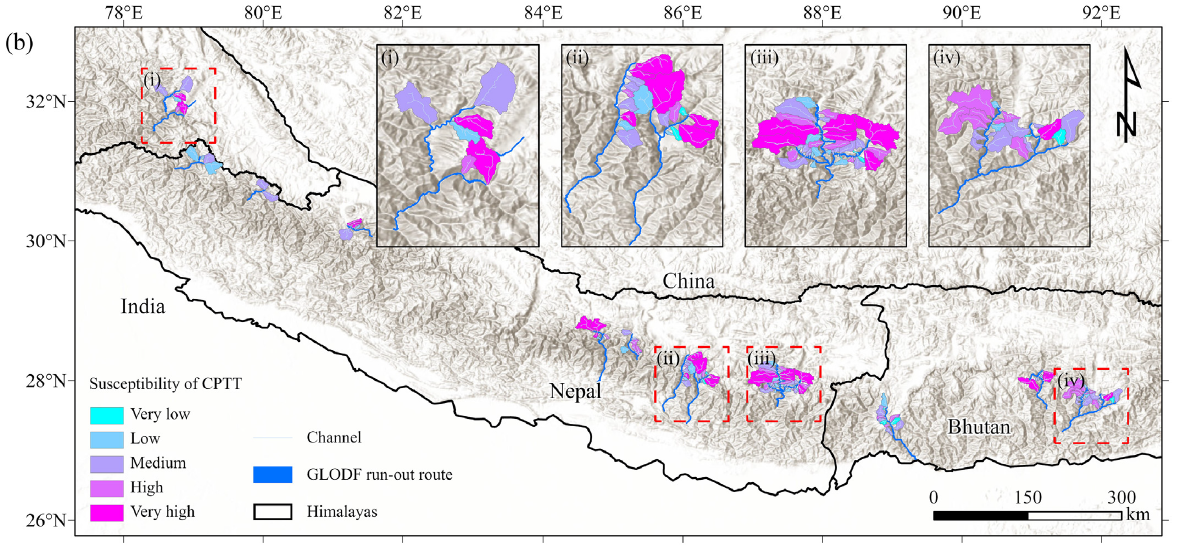 78°E 80°E 82°E 84°E 86°E 88°E 90°E 92°E
(b)
(i) (ii) (iii) (iv)
(i)
32°N
N
30°N
China
India
(ii) (iii)
(iv)
28°N
Nepal
Bhutan
Susceptibility of CPTT
Very low
Low
Medium
High
Very high
Channel
GLODF run-out route
Himalayas
0 150 300
km
26°N